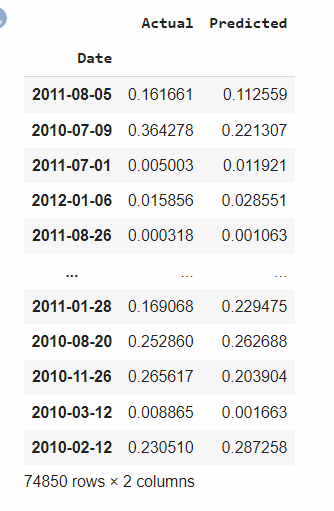 Actual Predicted
Date
2011-08-05 0.161661 0.112559
2010-07-09 0.364278 0.221307
2011-07-01 0.005003 0.011921
2012-01-06 0.015856 0.028551
2011-08-26 0.000318 0.001063
... ... ...
2011-01-28 0.169068 0.229475
2010-08-20 0.252860 0.262688
2010-11-26 0.265617 0.203904
2010-03-12 0.008865 0.001663
2010-02-12 0.230510 0.287258
74850 rows × 2 columns